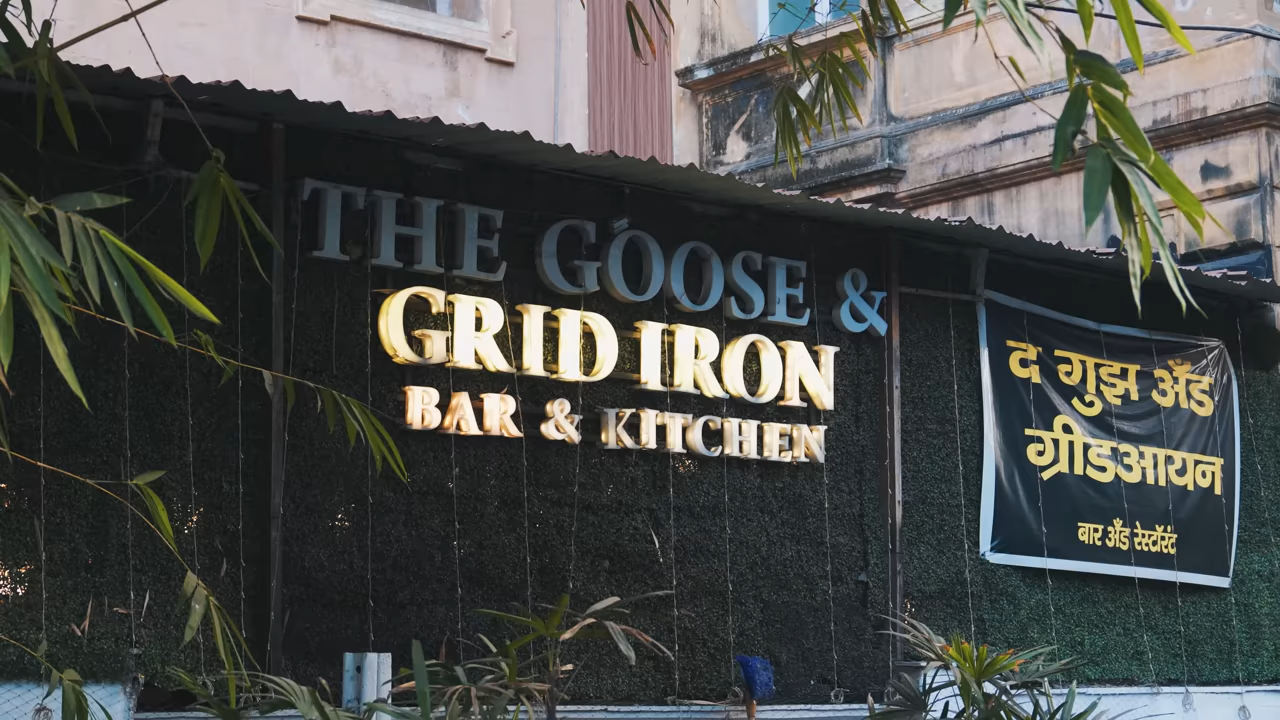 THE GOOSE &
GRID IRON
BAR & KITCHEN
द गुझ अँड
ग्रीडआयन
बार अँड रेस्टॉरंट